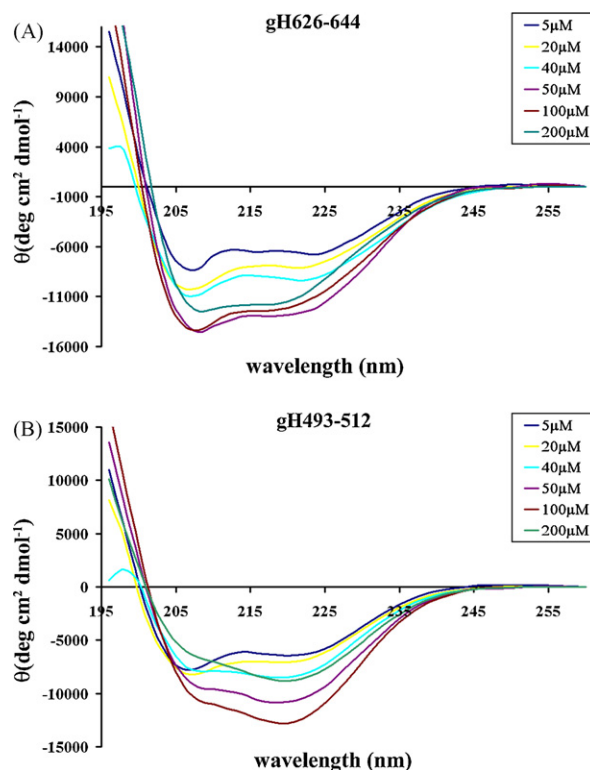 (A)
gH626-644
14000
9000
4000
-1000
-6000
-11000
-16000
195 205 215 225 235 245 255
θ(deg cm² dmol⁻¹)
wavelength (nm)
5µM
20µM
40µM
50µM
100µM
200µM
(B)
gH493-512
15000
10000
5000
0
-5000
-10000
-15000
195 205 215 225 235 245 255
θ(deg cm² dmol⁻¹)
wavelength (nm)
5µM
20µM
40µM
50µM
100µM
200µM